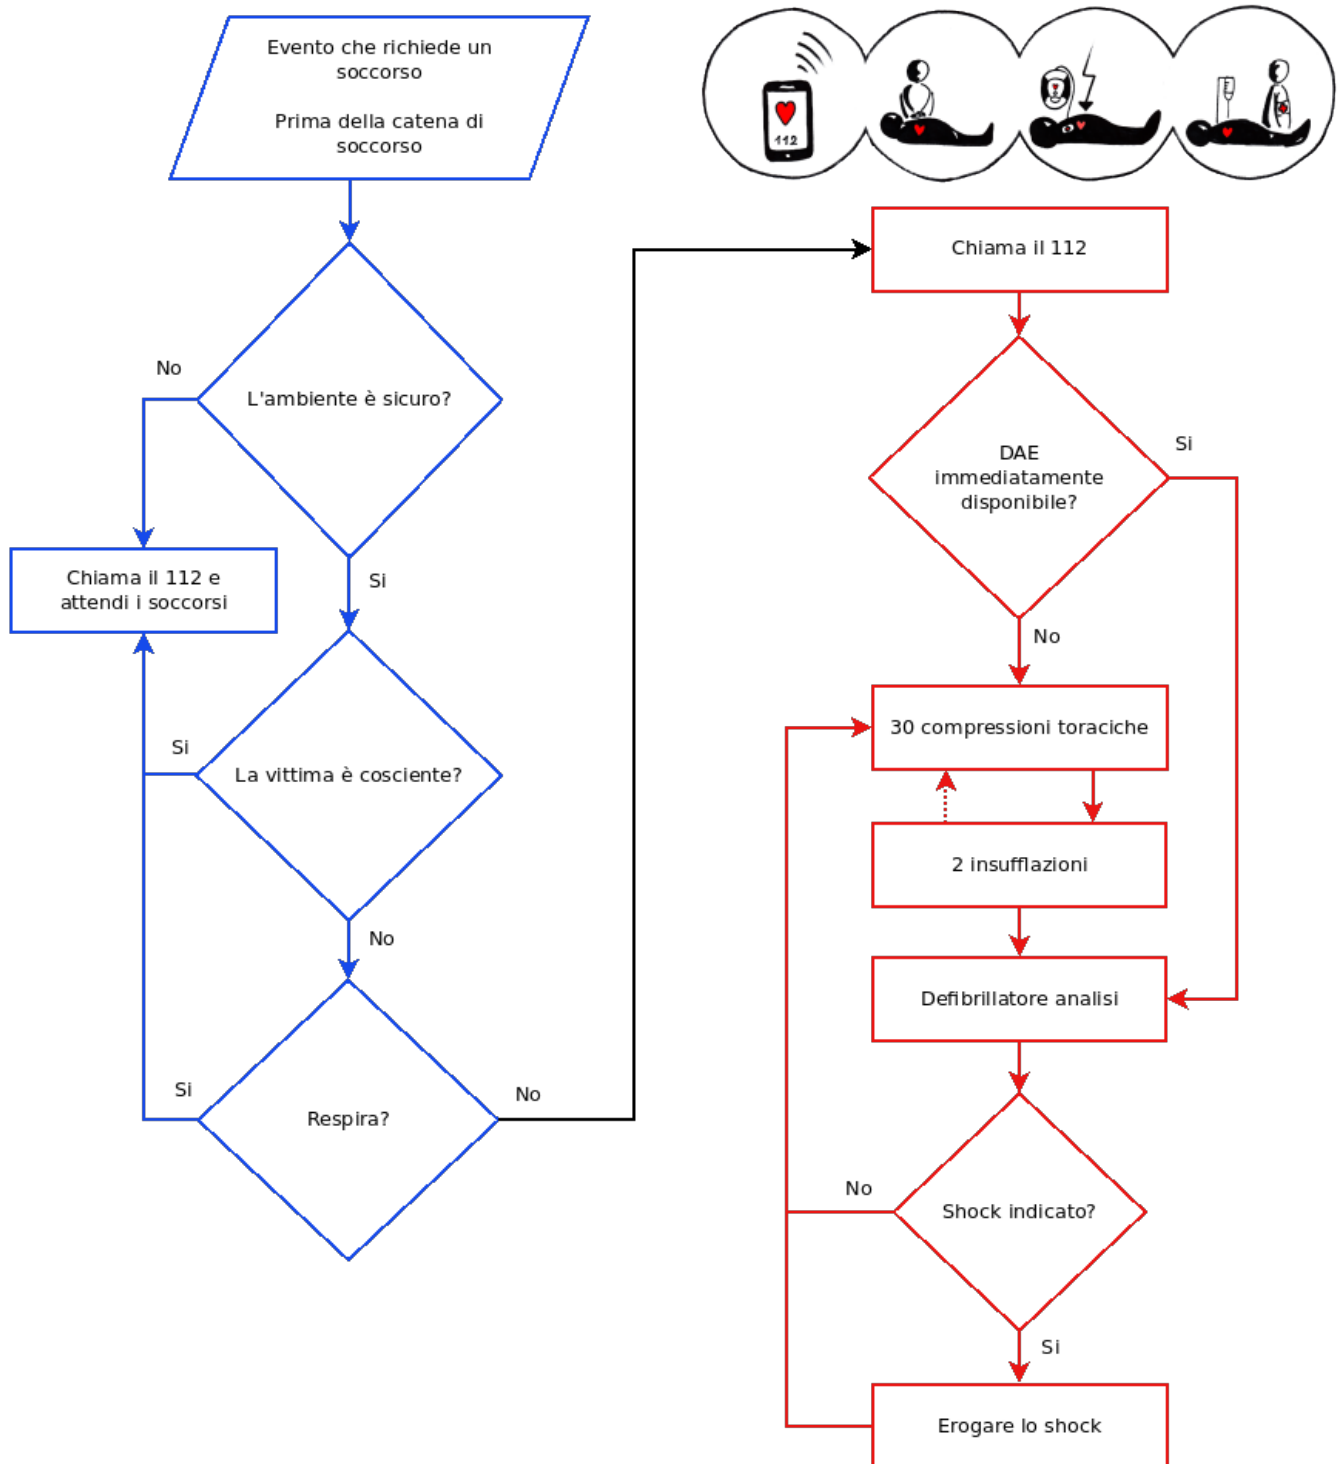 Evento che richiede un
soccorso
Prima della catena di
soccorso
L'ambiente è sicuro?
No
Si
Chiama il 112 e
attendi i soccorsi
La vittima è cosciente?
Si
No
Respira?
Si
No
112
Chiama il 112
DAE
immediatamente
disponibile?
Si
No
30 compressioni toraciche
2 insufflazioni
Defibrillatore analisi
Shock indicato?
No
Si
Erogare lo shock